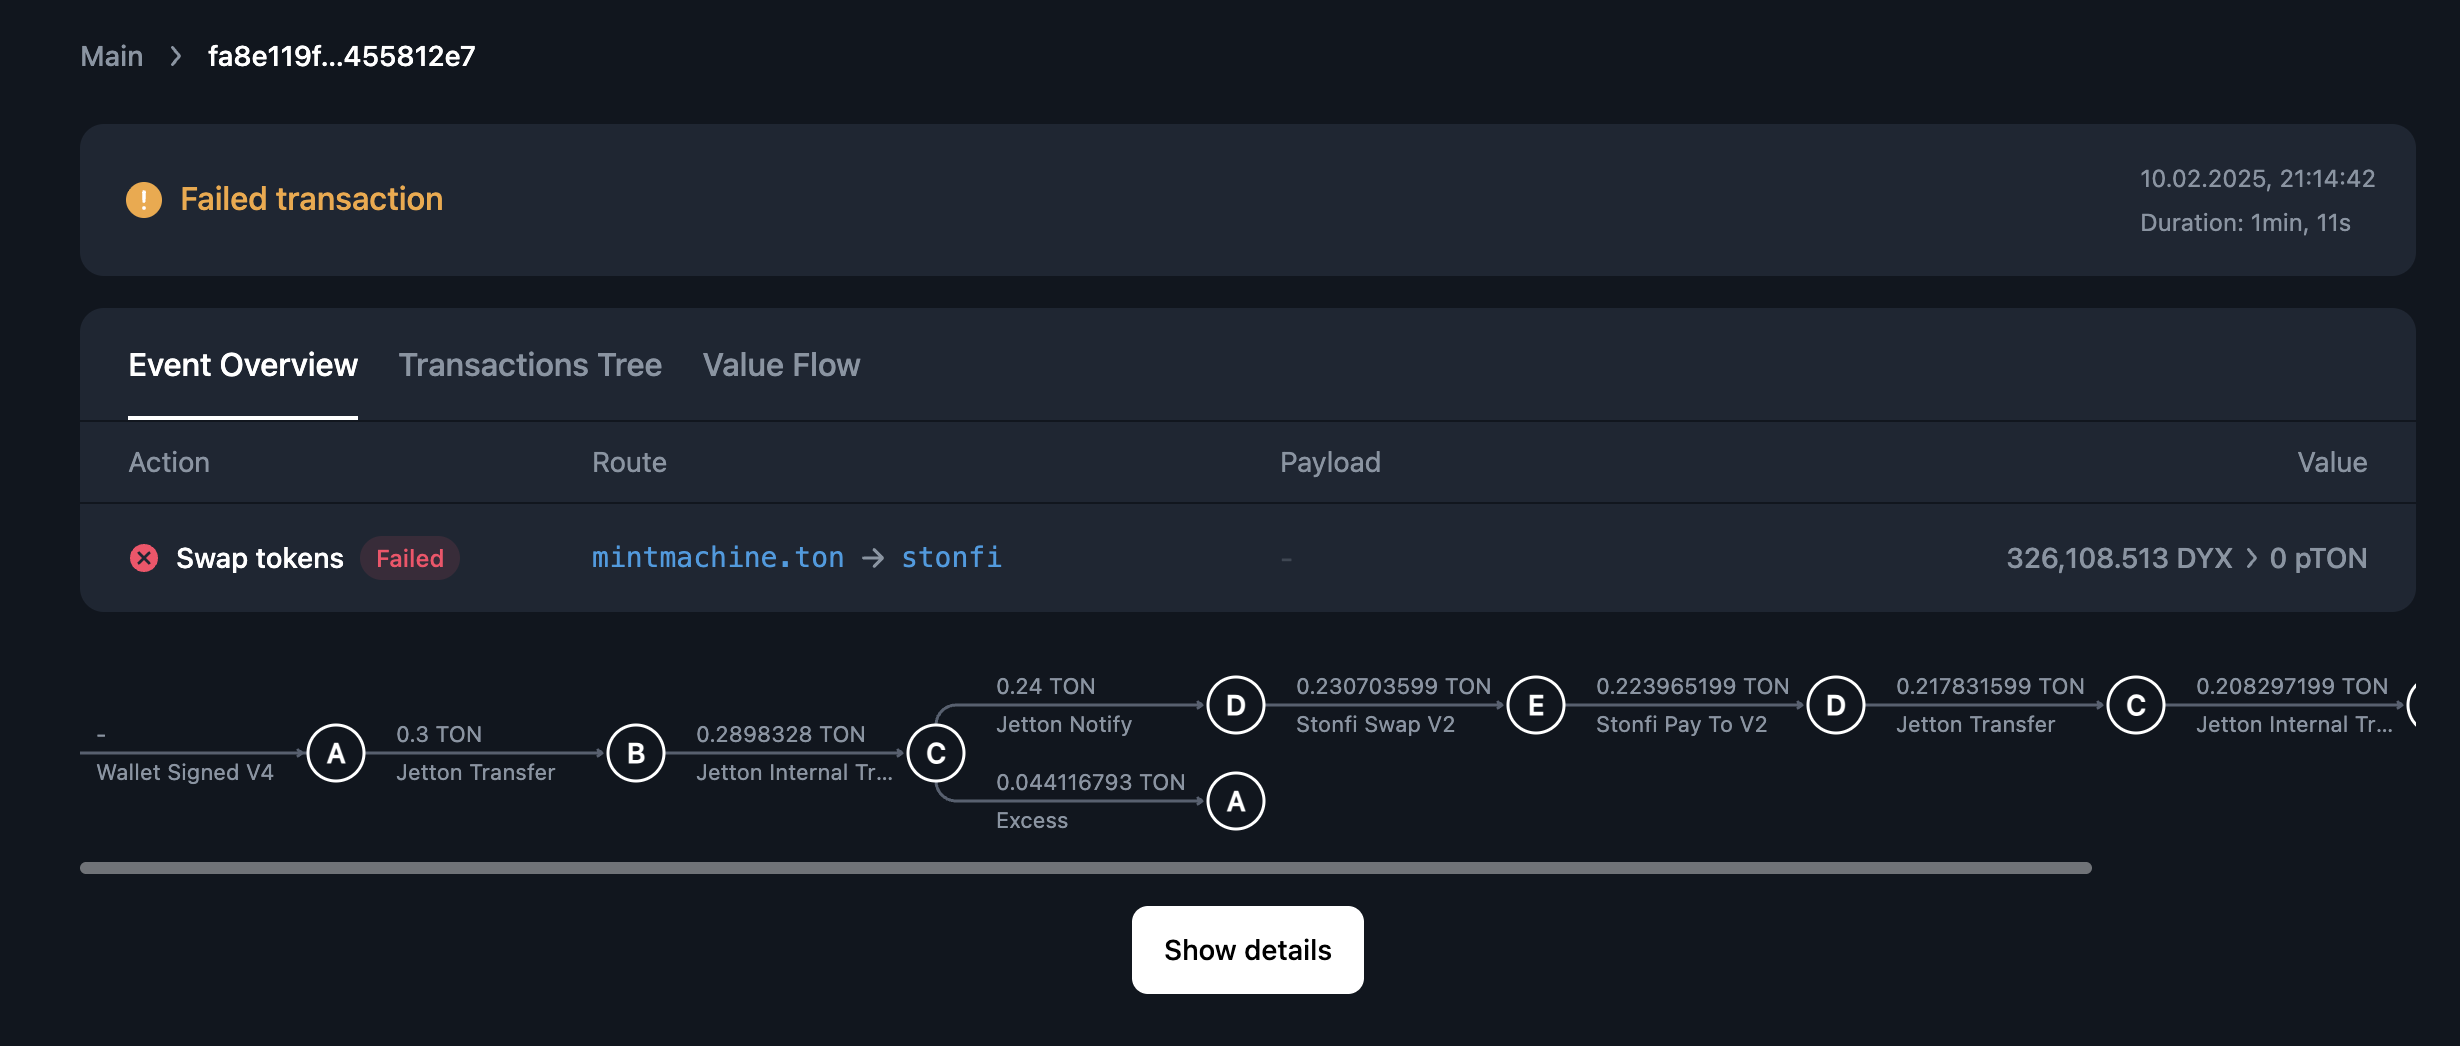 Main > fa8e119f...455812e7
Failed transaction
10.02.2025, 21:14:42
Duration: 1min, 11s
Event Overview Transactions Tree Value Flow
Action Route Payload Value
Swap tokens Failed mintmachine.ton → stonfi - 326,108.513 DYX > 0 pTON
0.24 TON 0.230703599 TON 0.223965199 TON 0.217831599 TON 0.208297199 TON
D E D C
Jetton Notify Stonfi Swap V2 Stonfi Pay To V2 Jetton Transfer Jetton Internal Tr...
- 0.3 TON 0.2898328 TON
A B C
Wallet Signed V4 Jetton Transfer Jetton Internal Tr...
0.044116793 TON
A
Excess
Show details